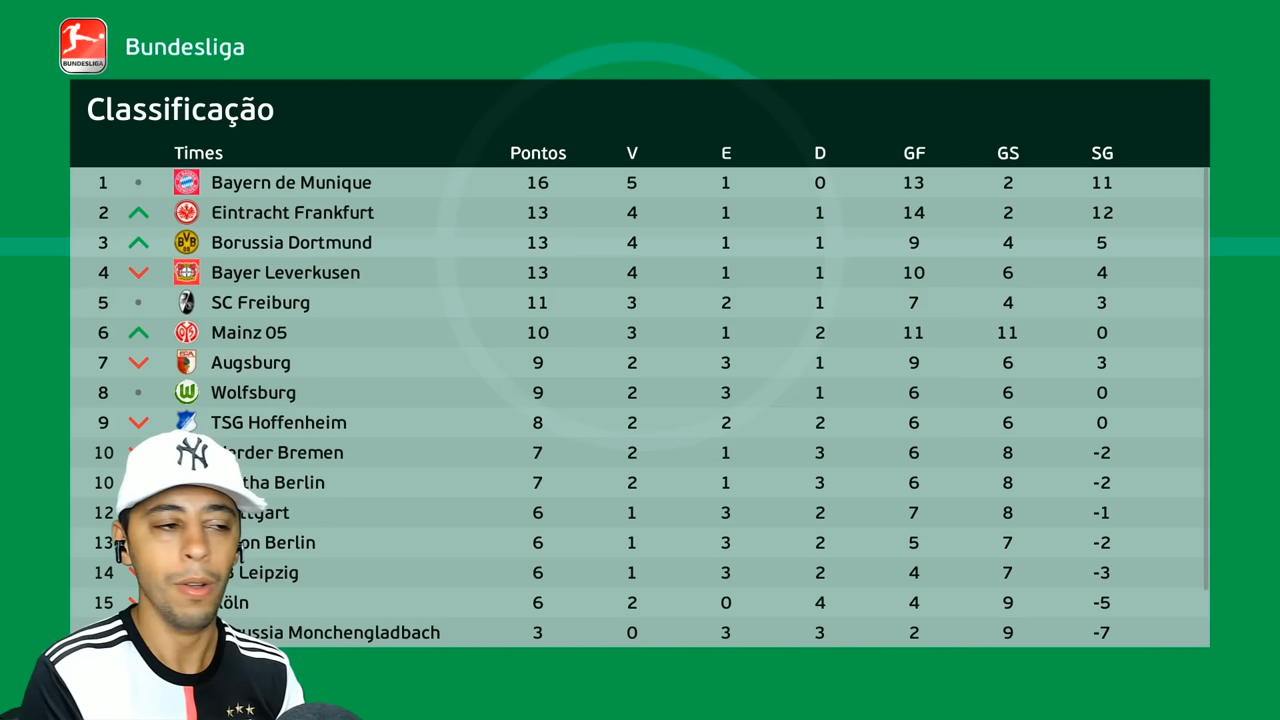 BUNDESLIGA Bundesliga
Classificação
Times Pontos V E D GF GS SG
1 Bayern de Munique 16 5 1 0 13 2 11
2 Eintracht Frankfurt 13 4 1 1 14 2 12
3 BVB 09 Borussia Dortmund 13 4 1 1 9 4 5
4 Bayer Leverkusen 13 4 1 1 10 6 4
5 SC Freiburg 11 3 2 1 7 4 3
6 Mainz 05 10 3 1 2 11 11 0
7 Augsburg 9 2 3 1 9 6 3
8 W Wolfsburg 9 2 3 1 6 6 0
9 TSG Hoffenheim 8 2 2 2 6 6 0
10 Bremen 7 2 1 3 6 8 -2
10 Berlin 7 2 1 3 6 8 -2
12 6 1 3 2 7 8 -1
13 Berlin 6 1 3 2 5 7 -2
14 Leipzig 6 1 3 2 4 7 -3
15 öln 6 2 0 4 4 9 -5
ussia Monchengladbach 3 0 3 3 2 9 -7
NY